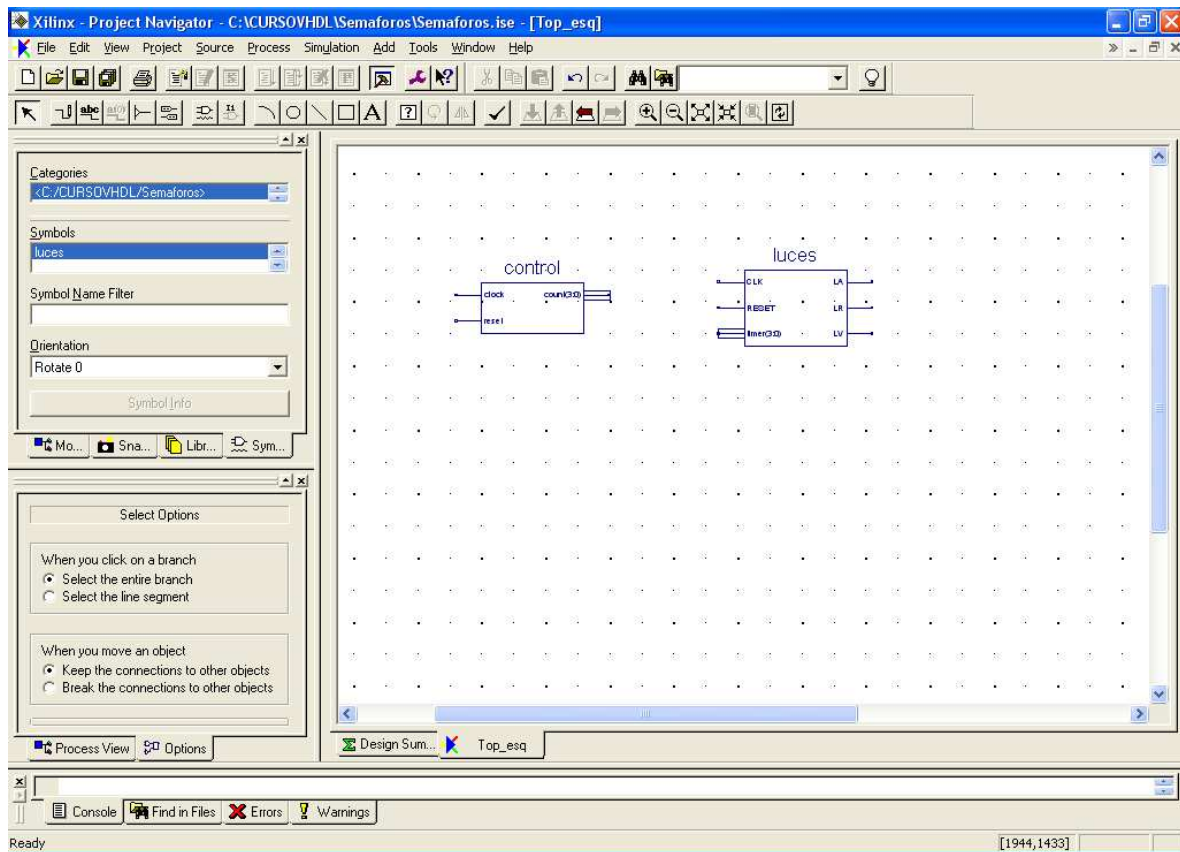 Xilinx - Project Navigator - C:\CURSOVHDL\Semaforos\Semaforos.ise - [Top_esq]
File Edit View Project Source Process Simulation Add Tools Window Help
Categories
<C:/CURSOVHDL/Semaforos>
Symbols
luces
Symbol Name Filter
Orientation
Rotate 0
Symbol Info
Mo... Sna... Libr... Sym...
Select Options
When you click on a branch
Select the entire branch
Select the line segment
When you move an object
Keep the connections to other objects
Break the connections to other objects
Process View Options
control
clock count(3:0)
reset
luces
CLK LA
RESET LR
timer(3:0) LV
Design Sum... Top_esq
Console Find in Files Errors Warnings
Ready [1944,1433]